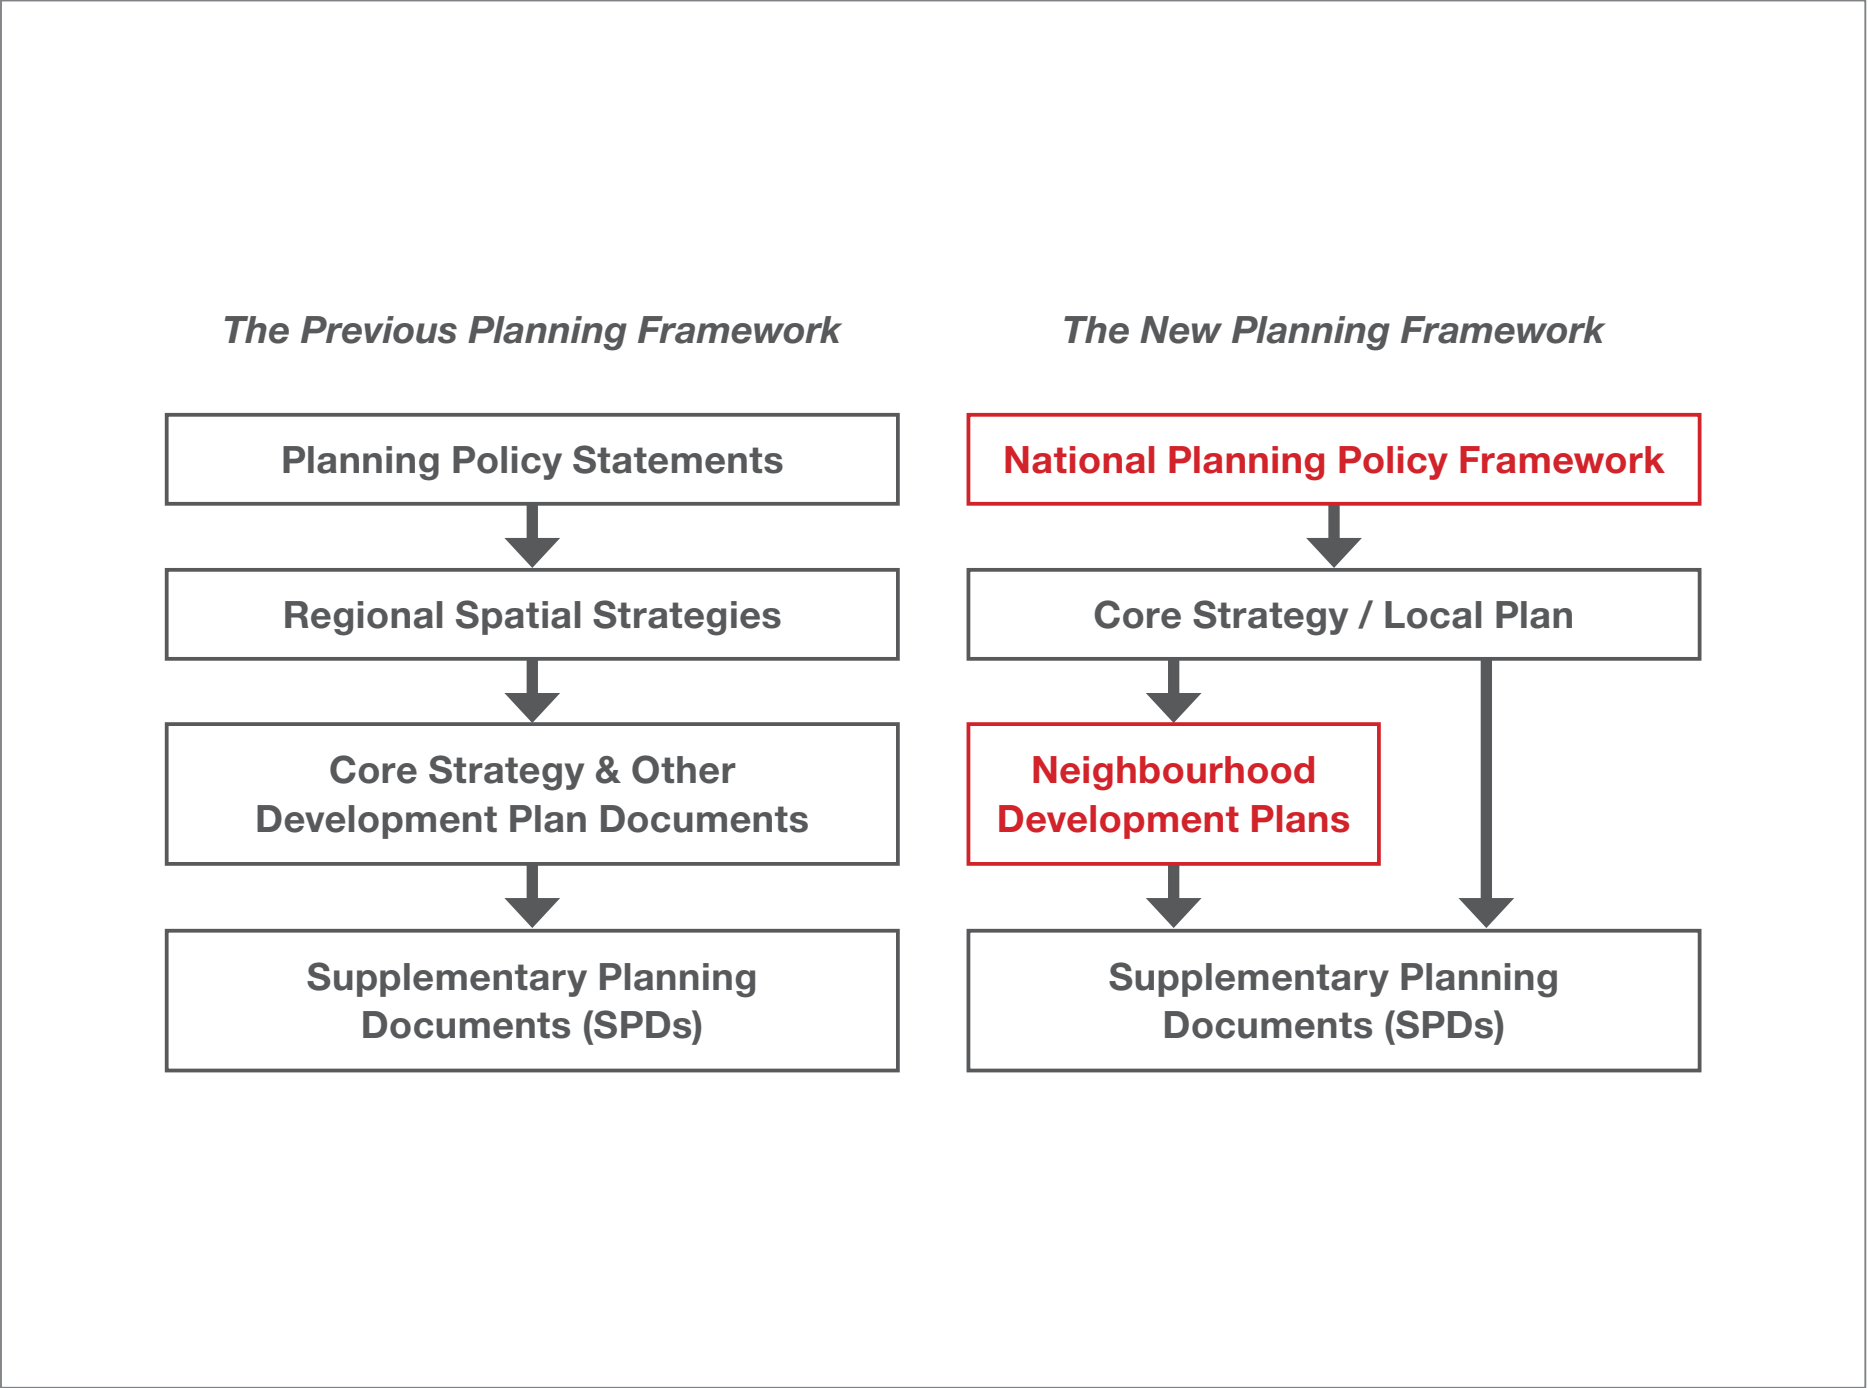 The Previous Planning Framework
Planning Policy Statements
Regional Spatial Strategies
Core Strategy & Other
Development Plan Documents
Supplementary Planning
Documents (SPDs)
The New Planning Framework
National Planning Policy Framework
Core Strategy / Local Plan
Neighbourhood
Development Plans
Supplementary Planning
Documents (SPDs)